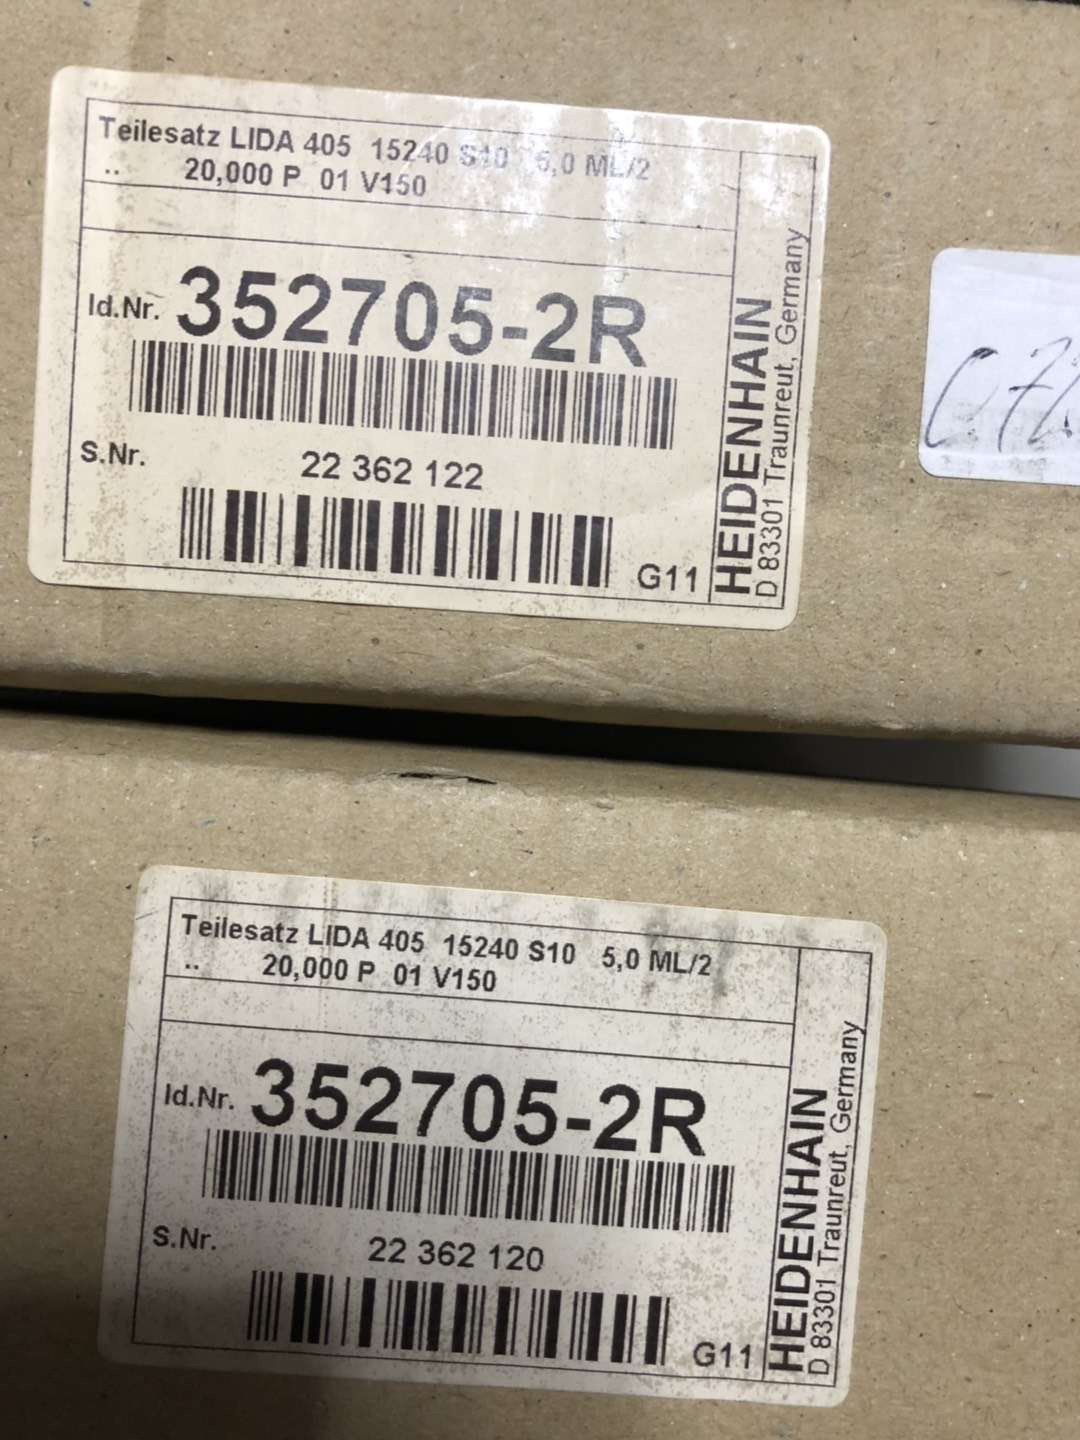 Teilesatz LIDA 405 15240 S10 5,0 ML/2
.. 20,000 P 01 V150
Id.Nr. 352705-2R
S.Nr. 22 362 122
G11
HEIDENHAIN
D 83301 Traunreut, Germany
Teilesatz LIDA 405 15240 S10 5,0 ML/2
.. 20,000 P 01 V150
Id.Nr. 352705-2R
S.Nr. 22 362 120
G11
HEIDENHAIN
D 83301 Traunreut, Germany